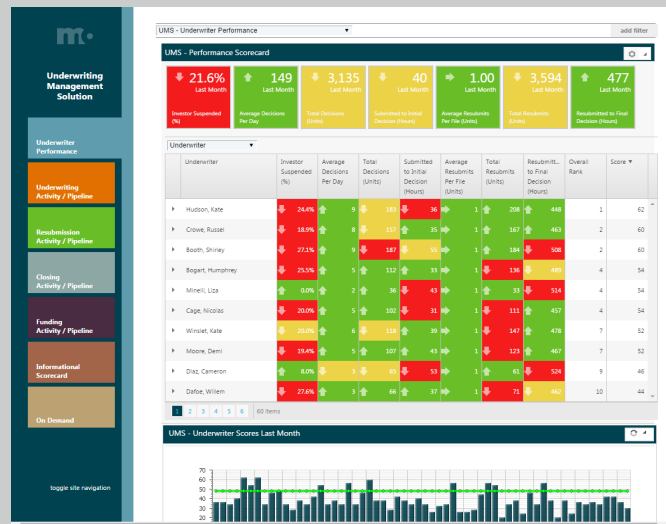 m
UMS - Underwriter Performance
add filter
UMS - Performance Scorecard
Underwriting
Management
Solution
21.6%
Last Month
Investor Suspended
(%)
149
Last Month
Average Decisions
Per Day
3,135
Last Month
Total Decisions
(Units)
40
Last Month
Submitted to Initial
Decision (Hours)
1.00
Last Month
Average Resubmits
Per File (Units)
3,594
Last Month
Total Resubmits
(Units)
477
Last Month
Resubmitted to Final
Decision (Hours)
Underwriter
Performance
Underwriting
Activity / Pipeline
Resubmission
Activity / Pipeline
Closing
Activity / Pipeline
Funding
Activity / Pipeline
Informational
Scorecard
On Demand
toggle site navigation
Underwriter
Underwriter
Investor
Suspended
(%)
Average
Decisions
Per Day
Total
Decisions
(Units)
Submitted
to Initial
Decision
(Hours)
Average
Resubmits
Per File
(Units)
Total
Resubmits
(Units)
Resubmitt...
to Final
Decision
(Hours)
Overall
Rank
Score
Hudson, Kate 24.4% 9 183 36 1 208 448 1 62
Crowe, Russel 18.9% 8 157 35 1 167 463 2 60
Booth, Shirley 27.1% 9 187 1 184 508 2 60
Bogart, Humphrey 25.5% 5 112 33 1 136 4 54
Minelli, Liza 0.0% 2 36 43 1 33 514 4 54
Cage, Nicolas 20.0% 5 102 31 1 111 457 4 54
Winslet, Kate 20.0% 6 118 39 1 147 478 7 52
Moore, Demi 19.4% 5 107 43 1 123 467 7 52
Diaz, Cameron 8.0% 3 53 1 61 524 9 46
Dafoe, Willem 27.6% 3 66 37 1 71 462 10 44
1 2 3 4 5 6 60 items
UMS - Underwriter Scores Last Month
70
60
50
40
30
20